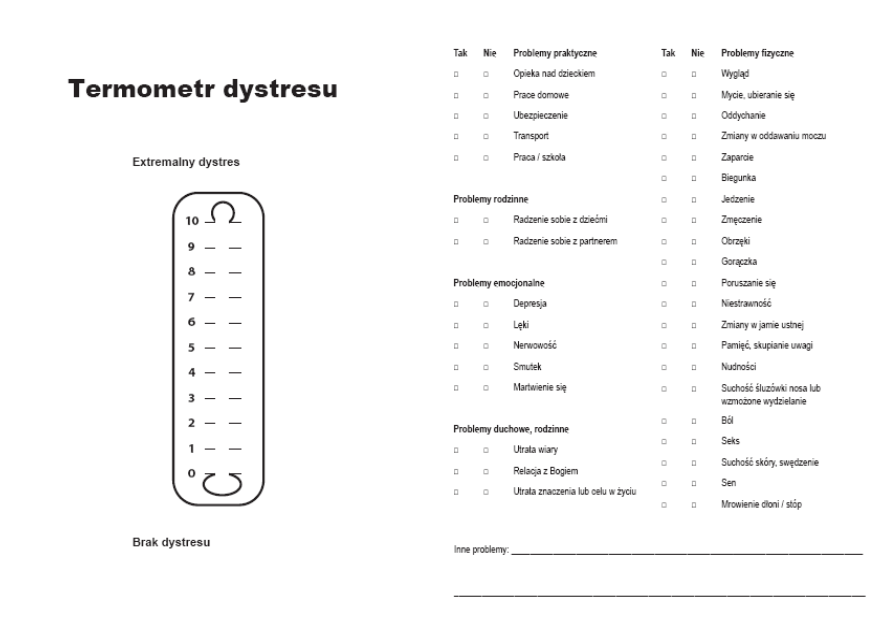 Termometr dystresu
Extremalny dystres
10
9
8
7
6
5
4
3
2
1
0
Brak dystresu
Tak Nie Problemy praktyczne
Opieka nad dzieckiem
Prace domowe
Ubezpieczenie
Transport
Praca / szkoła
Problemy rodzinne
Radzenie sobie z dziećmi
Radzenie sobie z partnerem
Problemy emocjonalne
Depresja
Lęki
Nerwowość
Smutek
Martwienie się
Problemy duchowe, rodzinne
Utrata wiary
Relacja z Bogiem
Utrata znaczenia lub celu w życiu
Tak Nie Problemy fizyczne
Wygląd
Mycie, ubieranie się
Oddychanie
Zmiany w oddawaniu moczu
Zaparcie
Biegunka
Jedzenie
Zmęczenie
Obrzęki
Gorączka
Poruszanie się
Niestrawność
Zmiany w jamie ustnej
Pamięć, skupianie uwagi
Nudności
Suchość śluzówki nosa lub
wzmożone wydzielanie
Ból
Seks
Suchość skóry, swędzenie
Sen
Mrowienie dłoni / stóp
Inne problemy: